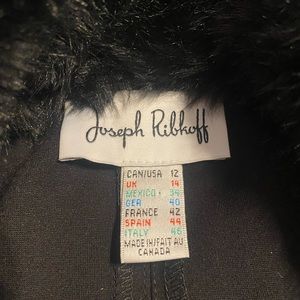 Joseph Ribkoff
CAN/USA 12
UK 14
MEXICO 34
GER 40
FRANCE 42
SPAIN 44
ITALY 46
MADE IN/FAIT AU
CANADA